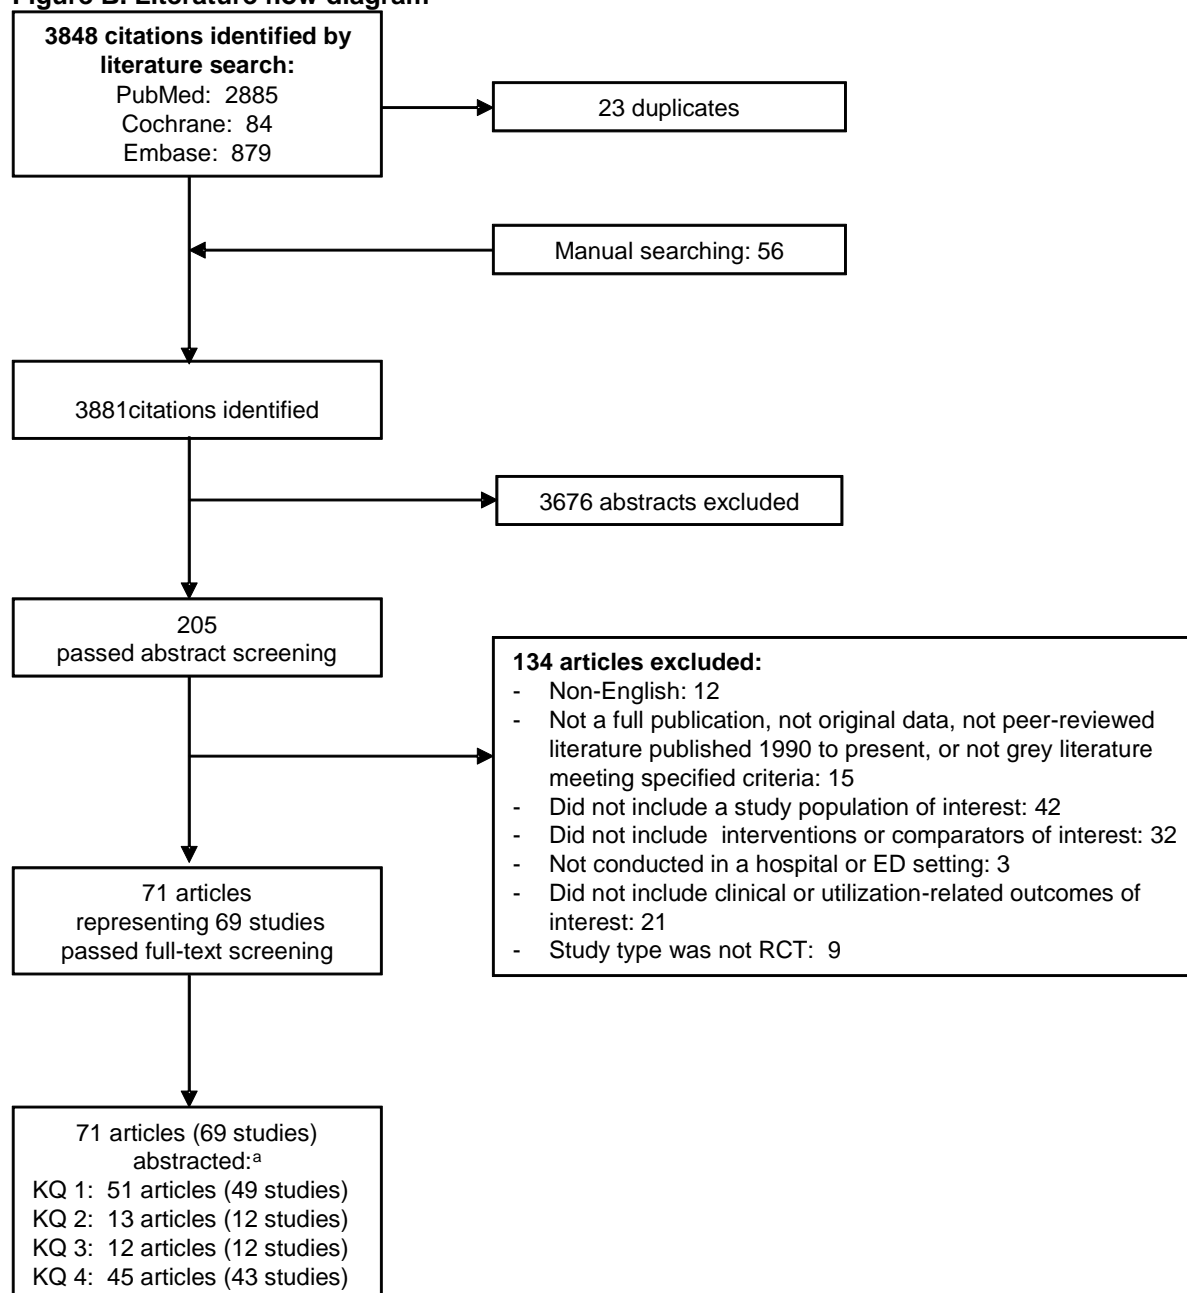 Figure B. Literature flow diagram
3848 citations identified by
literature search:
PubMed: 2885
Cochrane: 84
Embase: 879
23 duplicates
Manual searching: 56
3881citations identified
3676 abstracts excluded
205
passed abstract screening
134 articles excluded:
- Non-English: 12
- Not a full publication, not original data, not peer-reviewed
literature published 1990 to present, or not grey literature
meeting specified criteria: 15
- Did not include a study population of interest: 42
- Did not include interventions or comparators of interest: 32
- Not conducted in a hospital or ED setting: 3
- Did not include clinical or utilization-related outcomes of
interest: 21
- Study type was not RCT: 9
71 articles
representing 69 studies
passed full-text screening
71 articles (69 studies)
abstracted:a
KQ 1: 51 articles (49 studies)
KQ 2: 13 articles (12 studies)
KQ 3: 12 articles (12 studies)
KQ 4: 45 articles (43 studies)